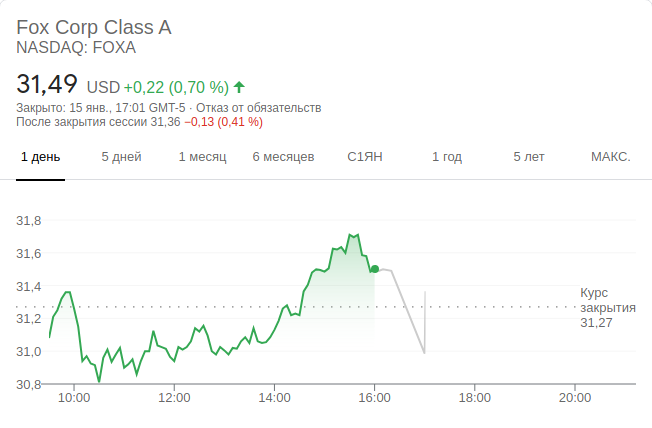 Fox Corp Class A
NASDAQ: FOXA
31,49 USD +0,22 (0,70 %)
Закрыто: 15 янв., 17:01 GMT-5 · Отказ от обязательств
После закрытия сессии 31,36 −0,13 (0,41 %)
1 день 5 дней 1 месяц 6 месяцев С1ЯН 1 год 5 лет МАКС.
31,8
31,6
31,4
31,2
31,0
30,8
Курс
закрытия
31,27
10:00 12:00 14:00 16:00 18:00 20:00